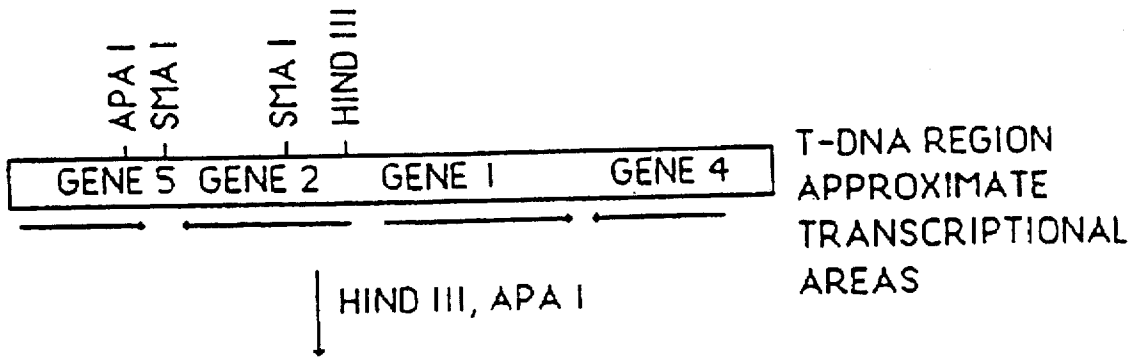 APA I
SMA I
SMA I
HIND III
GENE 5 GENE 2 GENE 1 GENE 4
T-DNA REGION
APPROXIMATE
TRANSCRIPTIONAL
AREAS
HIND III, APA I